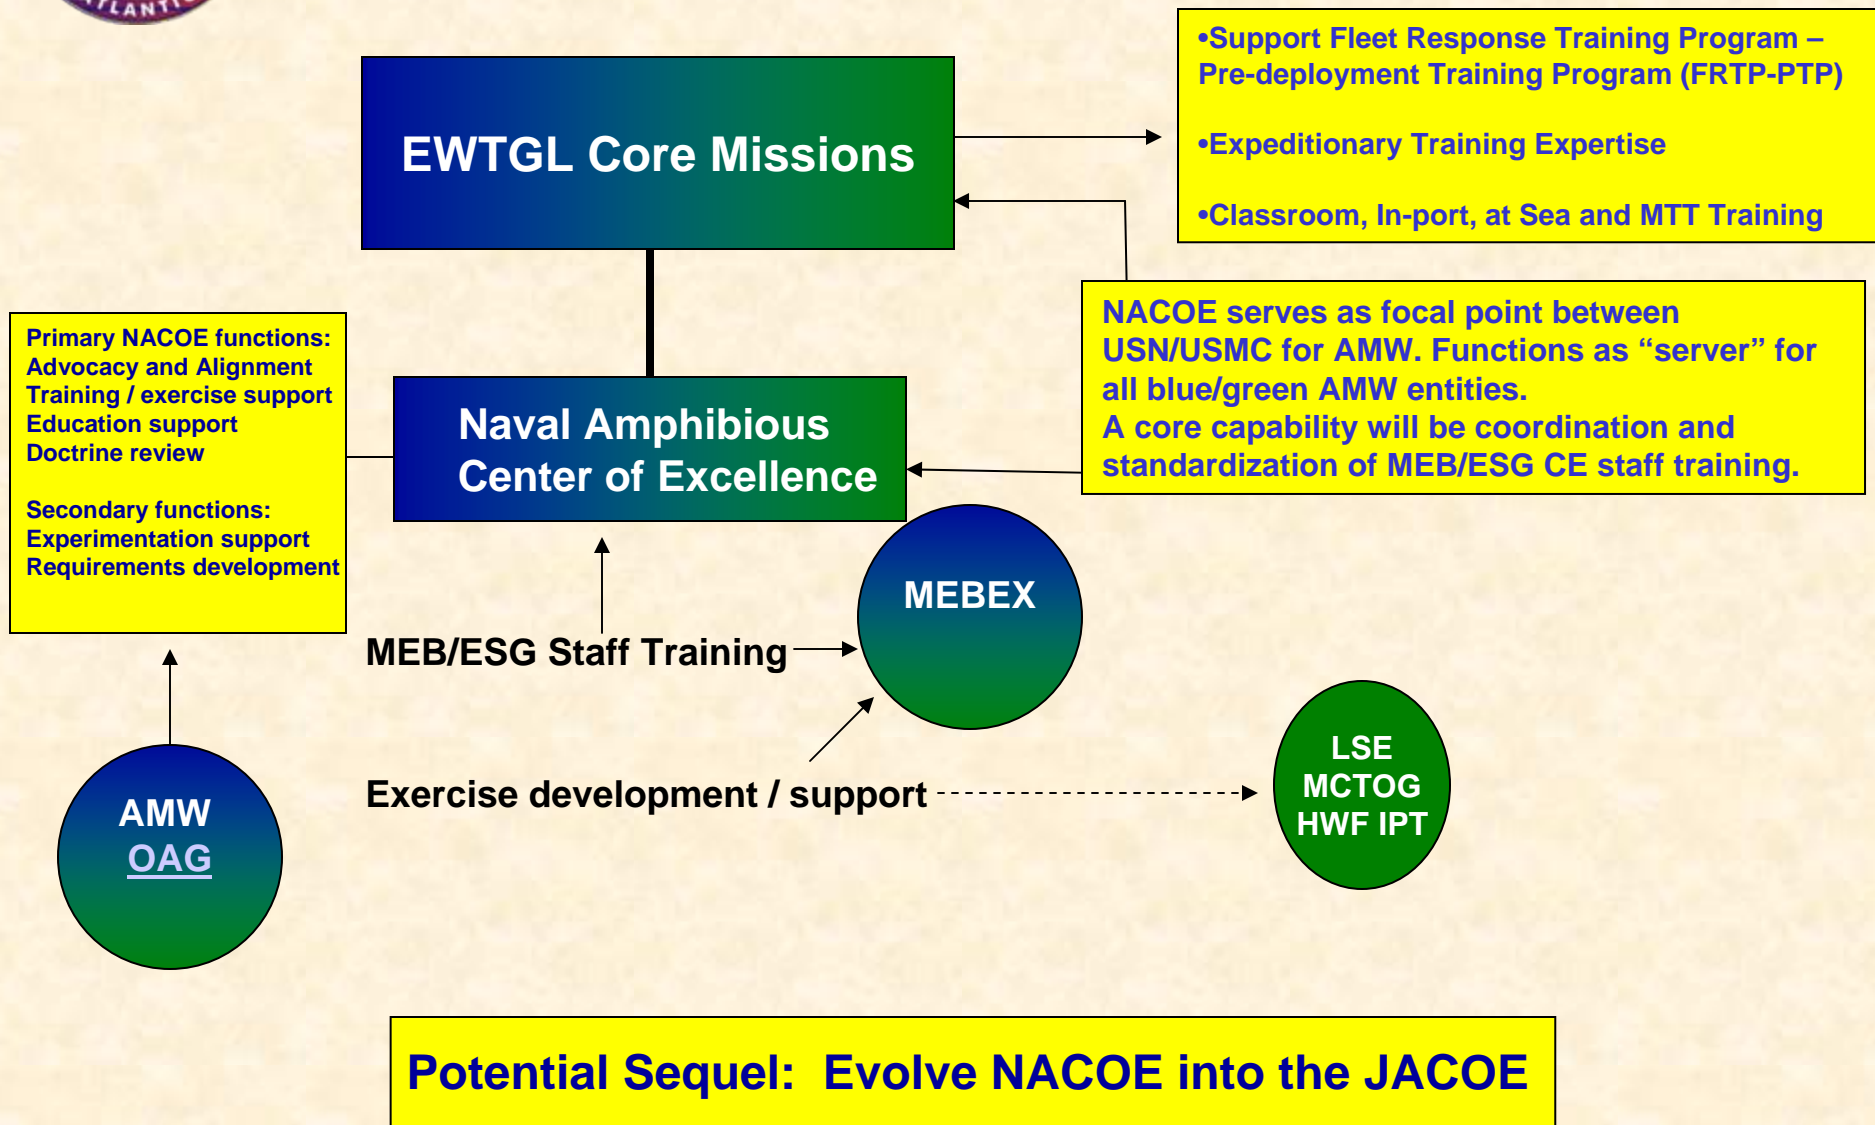 ATLANTIC
•Support Fleet Response Training Program –
Pre-deployment Training Program (FRTP-PTP)
•Expeditionary Training Expertise
•Classroom, In-port, at Sea and MTT Training
EWTGL Core Missions
NACOE serves as focal point between
USN/USMC for AMW. Functions as “server” for
all blue/green AMW entities.
A core capability will be coordination and
standardization of MEB/ESG CE staff training.
Primary NACOE functions:
Advocacy and Alignment
Training / exercise support
Education support
Doctrine review
Secondary functions:
Experimentation support
Requirements development
Naval Amphibious
Center of Excellence
MEBEX
MEB/ESG Staff Training
Exercise development / support
LSE
MCTOG
HWF IPT
AMW
OAG
Potential Sequel:  Evolve NACOE into the JACOE